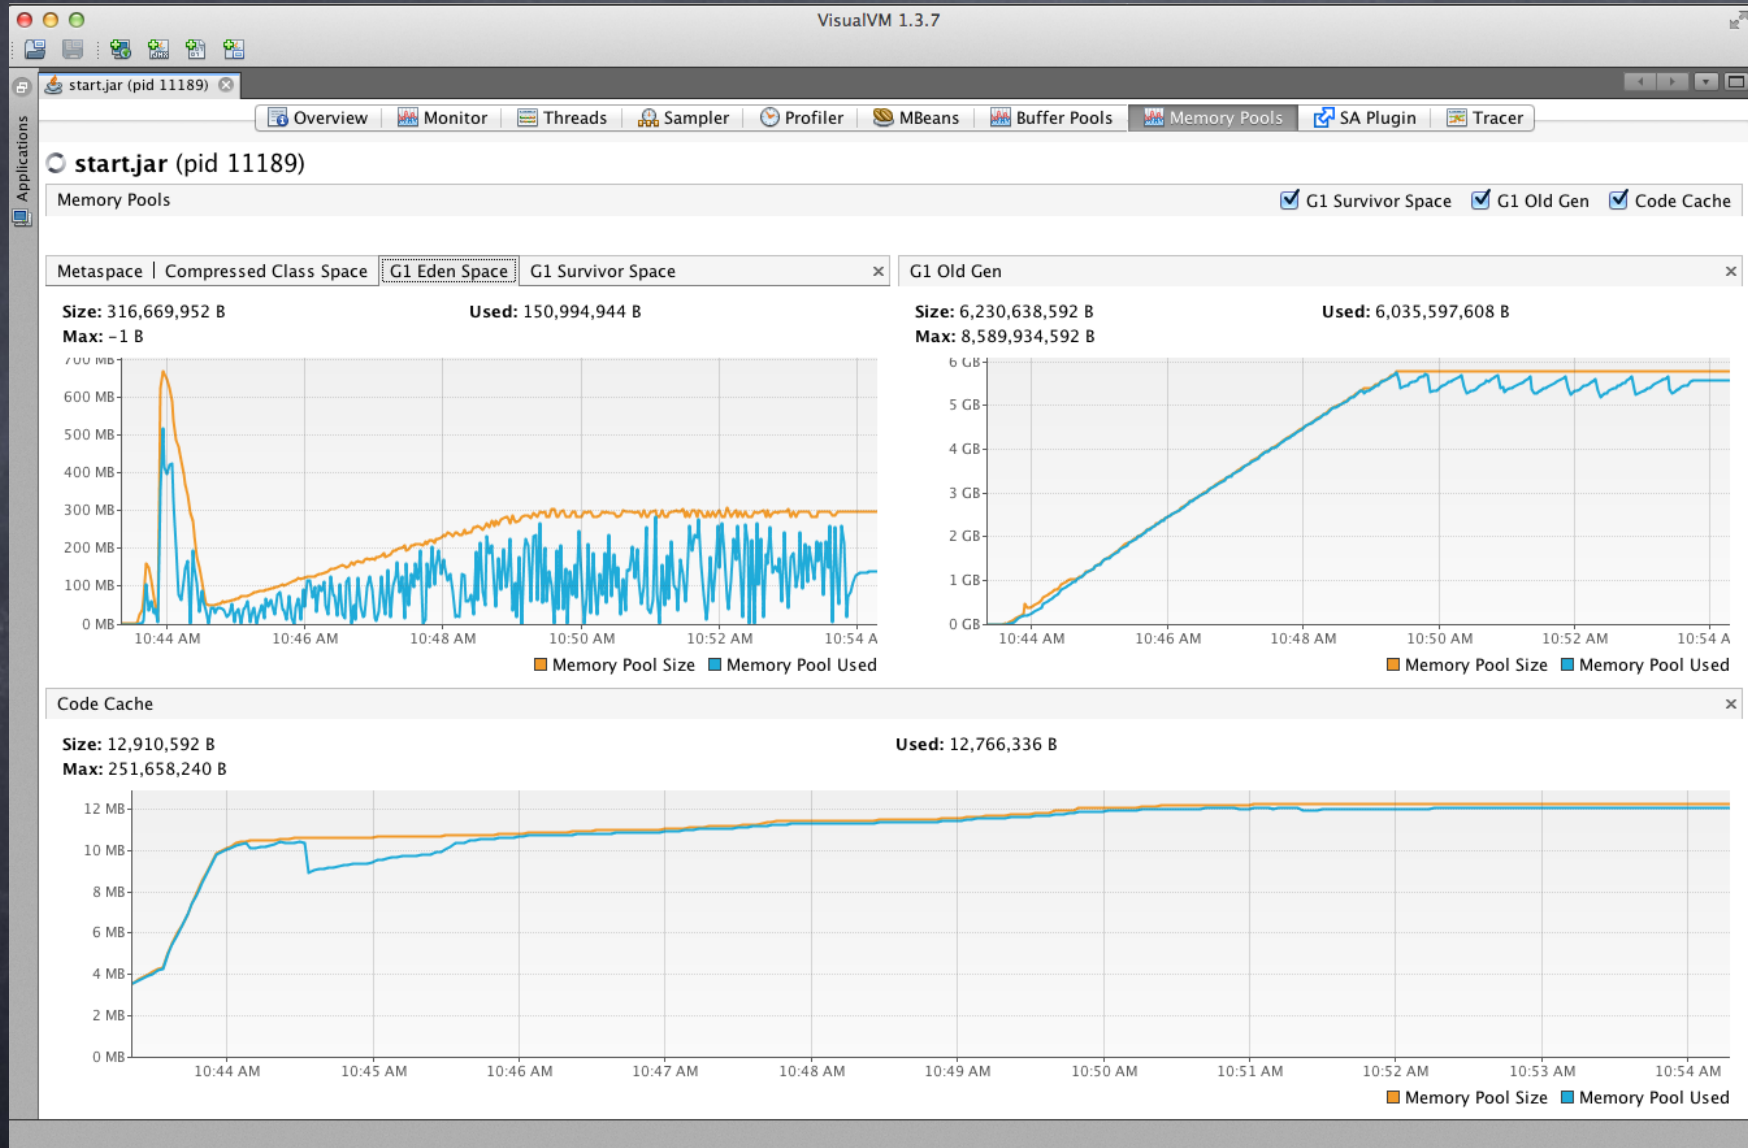 VisualVM 1.3.7
start.jar (pid 11189)
Applications
Overview Monitor Threads Sampler Profiler MBeans Buffer Pools Memory Pools SA Plugin Tracer
start.jar (pid 11189)
Memory Pools G1 Survivor Space G1 Old Gen Code Cache
Metaspace Compressed Class Space G1 Eden Space G1 Survivor Space
Size: 316,669,952 B Used: 150,994,944 B
Max: -1 B
700 MB
600 MB
500 MB
400 MB
300 MB
200 MB
100 MB
0 MB
10:44 AM 10:46 AM 10:48 AM 10:50 AM 10:52 AM 10:54 A
Memory Pool Size Memory Pool Used
G1 Old Gen
Size: 6,230,638,592 B Used: 6,035,597,608 B
Max: 8,589,934,592 B
6 GB
5 GB
4 GB
3 GB
2 GB
1 GB
0 GB
10:44 AM 10:46 AM 10:48 AM 10:50 AM 10:52 AM 10:54 A
Memory Pool Size Memory Pool Used
Code Cache
Size: 12,910,592 B Used: 12,766,336 B
Max: 251,658,240 B
12 MB
10 MB
8 MB
6 MB
4 MB
2 MB
0 MB
10:44 AM 10:45 AM 10:46 AM 10:47 AM 10:48 AM 10:49 AM 10:50 AM 10:51 AM 10:52 AM 10:53 AM 10:54 AM
Memory Pool Size Memory Pool Used